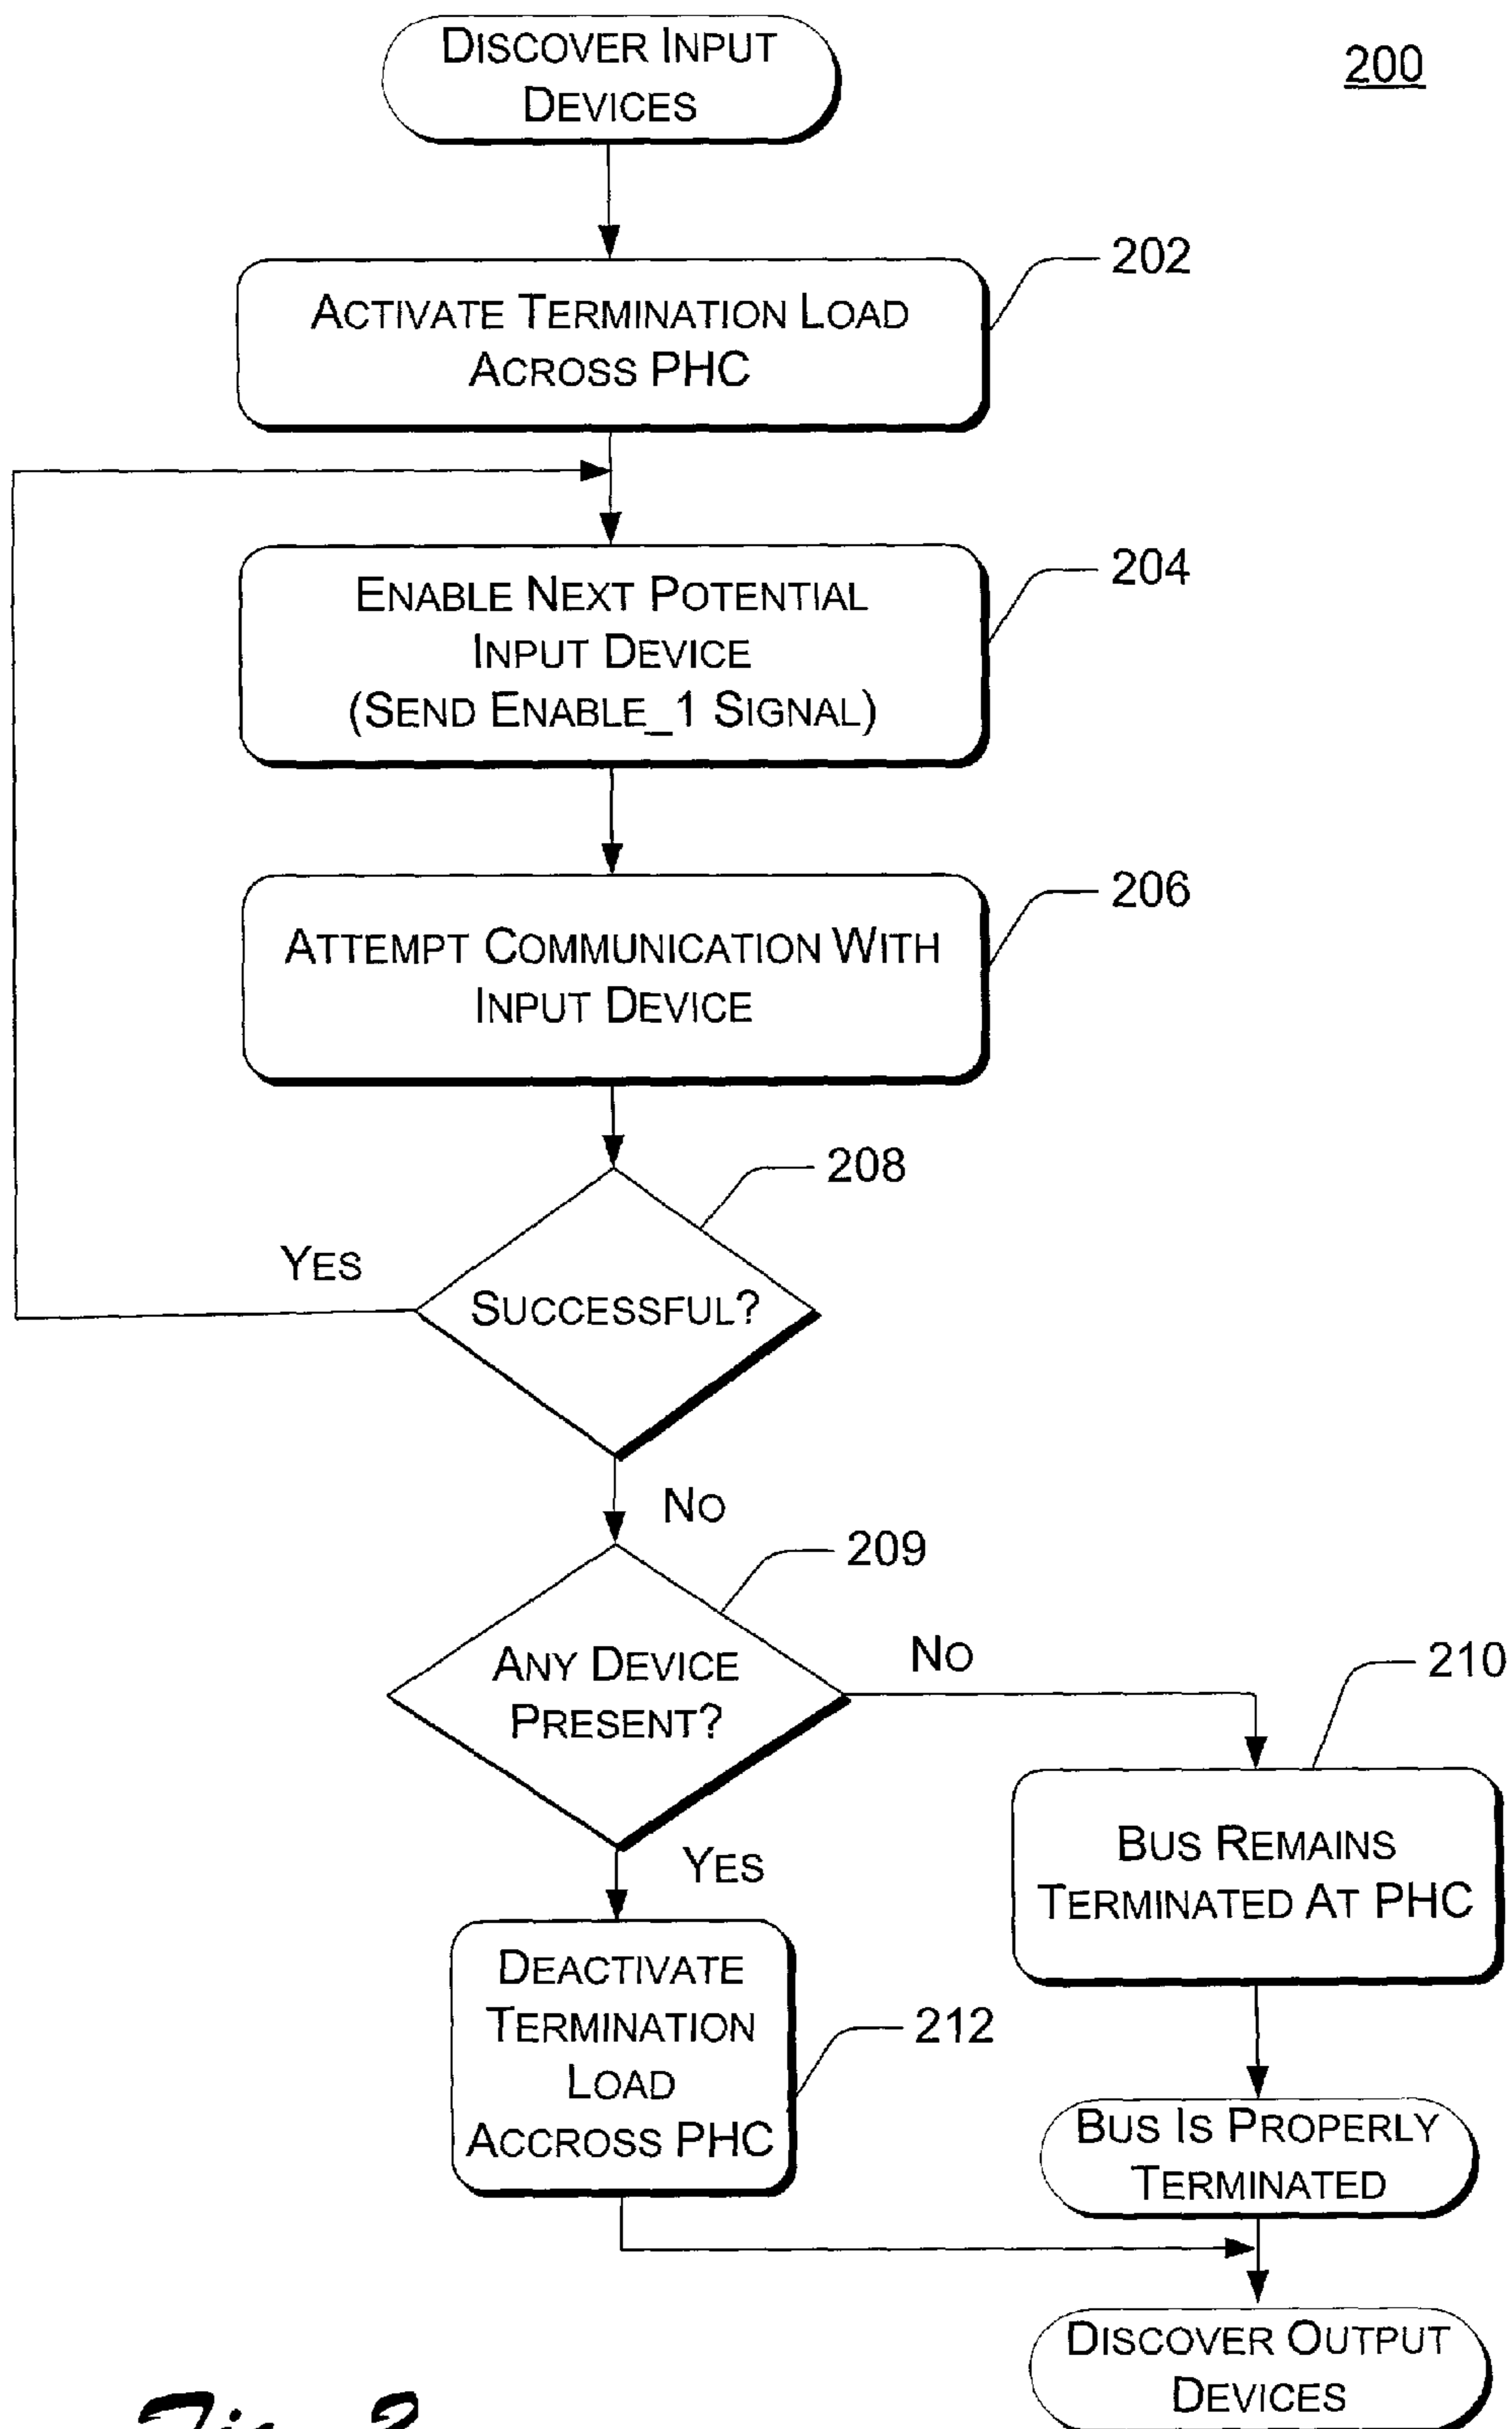 DISCOVER INPUT
DEVICES
200
202
ACTIVATE TERMINATION LOAD
ACROSS PHC
204
ENABLE NEXT POTENTIAL
INPUT DEVICE
(SEND ENABLE_1 SIGNAL)
206
ATTEMPT COMMUNICATION WITH
INPUT DEVICE
208
YES
SUCCESSFUL?
NO
209
ANY DEVICE
PRESENT?
NO
210
YES
BUS REMAINS
TERMINATED AT PHC
DEACTIVATE
TERMINATION
LOAD
ACCROSS PHC
212
BUS IS PROPERLY
TERMINATED
DISCOVER OUTPUT
DEVICES